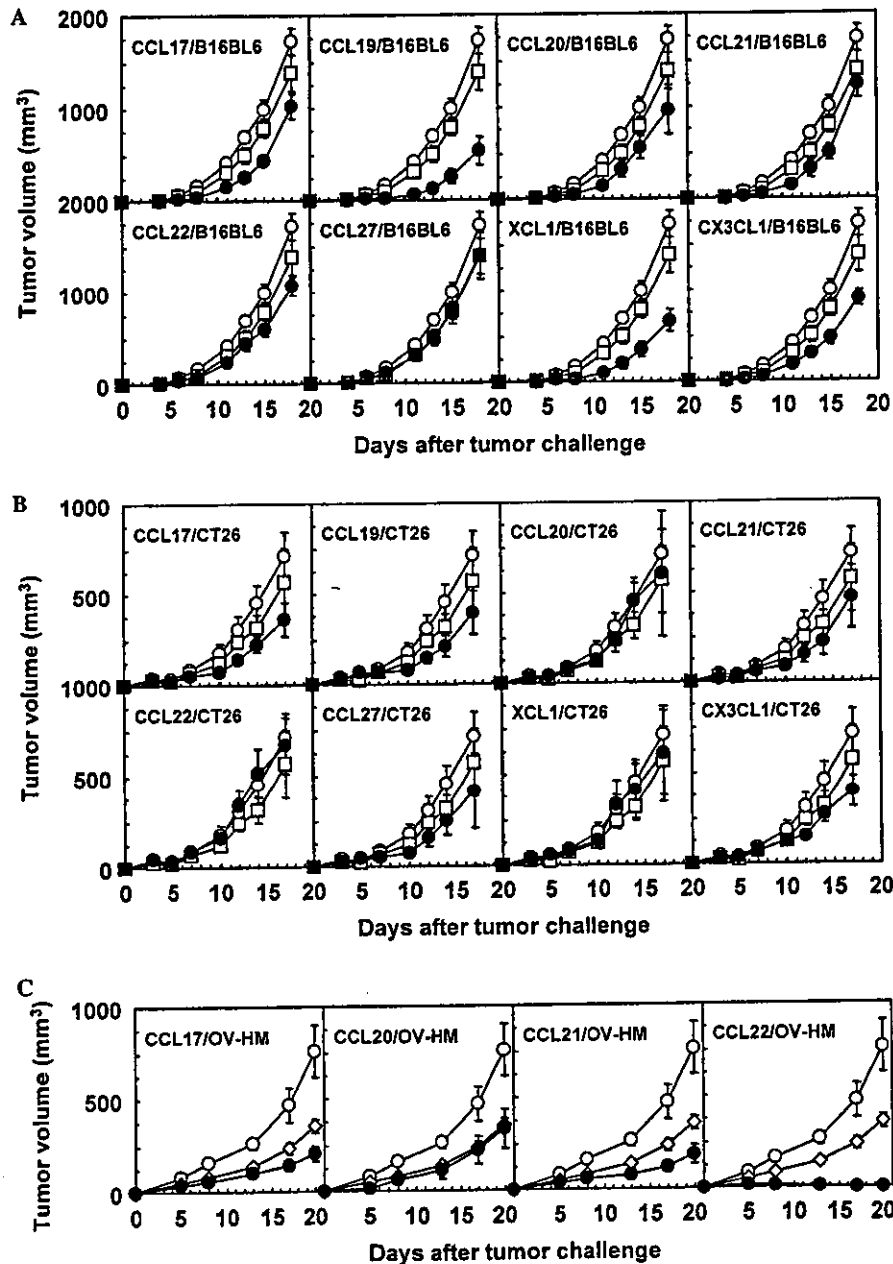 A
2000
1000
2000
1000
0
Tumor volume (mm³)
CCL17/B16BL6
CCL19/B16BL6
CCL20/B16BL6
CCL21/B16BL6
CCL22/B16BL6
CCL27/B16BL6
XCL1/B16BL6
CX3CL1/B16BL6
0 5 10 15 20 5 10 15 20 5 10 15 20 5 10 15 20
Days after tumor challenge
B
1000
500
1000
500
0
Tumor volume (mm³)
CCL17/CT26
CCL19/CT26
CCL20/CT26
CCL21/CT26
CCL22/CT26
CCL27/CT26
XCL1/CT26
CX3CL1/CT26
0 5 10 15 20 5 10 15 20 5 10 15 20 5 10 15 20
Days after tumor challenge
C
1000
500
0
Tumor volume (mm³)
CCL17/OV-HM
CCL20/OV-HM
CCL21/OV-HM
CCL22/OV-HM
0 5 10 15 20 5 10 15 20 5 10 15 20 5 10 15 20
Days after tumor challenge